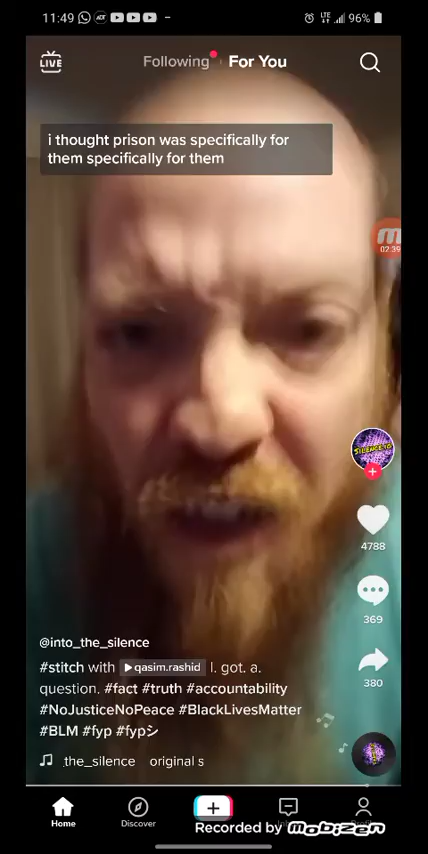 11:49 96%
LTE
LIVE
Following For You
i thought prison was specifically for
them specifically for them
02:39
SILENCE
4788
369
380
@into_the_silence
#stitch with qasim.rashid I. got. a.
question. #fact #truth #accountability
#NoJusticeNoPeace #BlackLivesMatter
#BLM #fyp #fypシ
the_silence original s
Home Discover
Recorded by mobizen